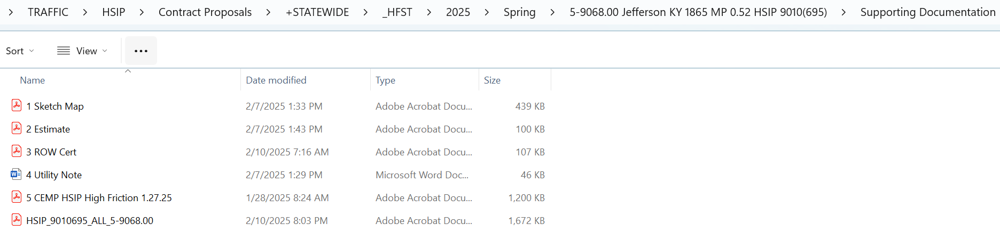 TRAFFIC > HSIP > Contract Proposals > +STATEWIDE > _HFST > 2025 > Spring > 5-9068.00 Jefferson KY 1865 MP 0.52 HSIP 9010(695) > Supporting Documentation
Sort View ...
Name Date modified Type Size
1 Sketch Map 2/7/2025 1:33 PM Adobe Acrobat Docu... 439 KB
2 Estimate 2/7/2025 1:43 PM Adobe Acrobat Docu... 100 KB
3 ROW Cert 2/10/2025 7:16 AM Adobe Acrobat Docu... 107 KB
4 Utility Note 2/7/2025 1:29 PM Microsoft Word Doc... 46 KB
5 CEMP HSIP High Friction 1.27.25 1/28/2025 8:24 AM Adobe Acrobat Docu... 1,200 KB
HSIP_9010695_ALL_5-9068.00 2/10/2025 8:03 PM Adobe Acrobat Docu... 1,672 KB